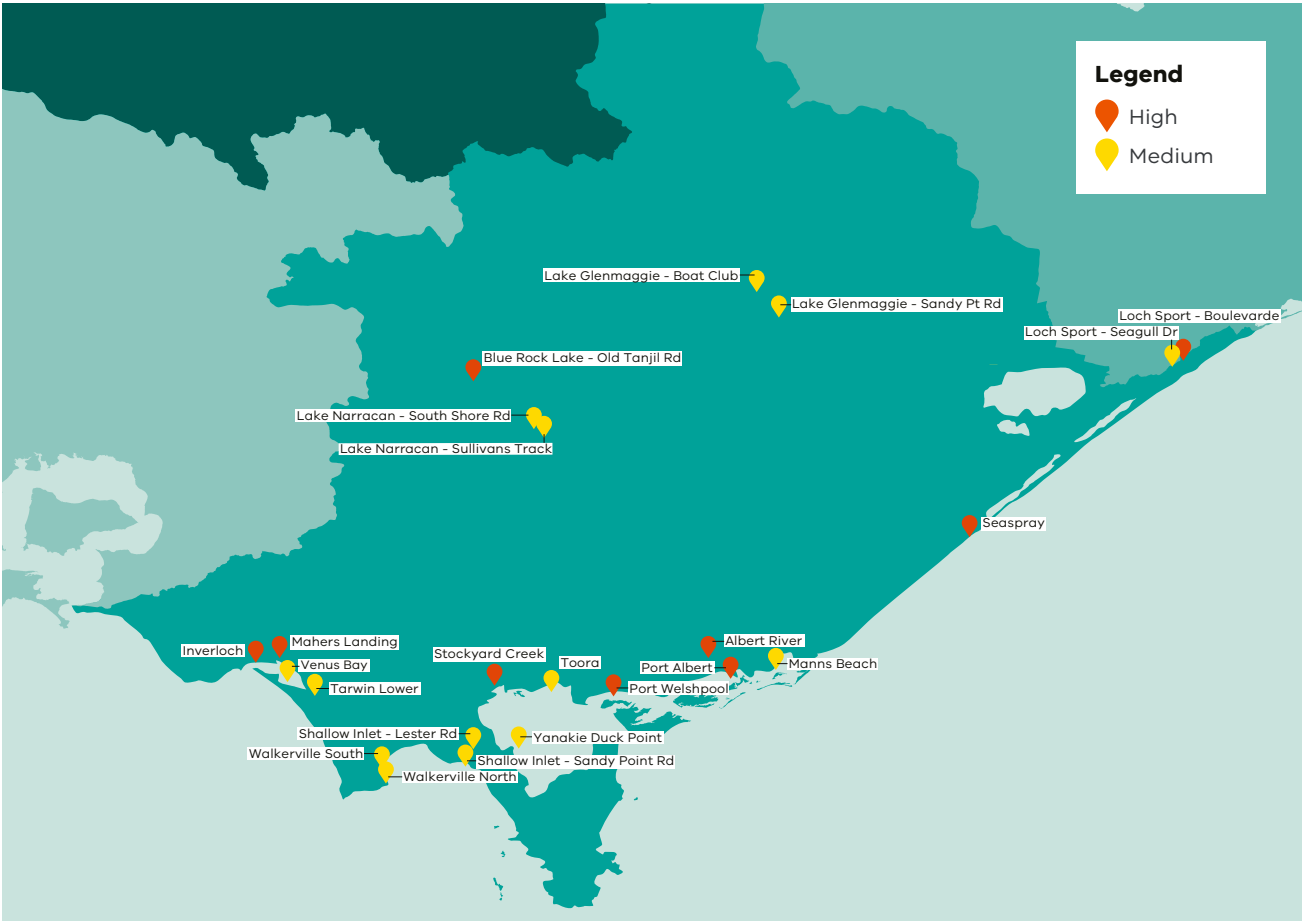 Legend
High
Medium
Lake Glenmaggie - Boat Club
Lake Glenmaggie - Sandy Pt Rd
Loch Sport - Boulevarde
Loch Sport - Seagull Dr
Blue Rock Lake - Old Tanjil Rd
Lake Narracan - South Shore Rd
Lake Narracan - Sullivans Track
Seaspray
Mahers Landing
Inverloch
Venus Bay
Tarwin Lower
Stockyard Creek
Toora
Albert River
Port Albert
Manns Beach
Port Welshpool
Shallow Inlet - Lester Rd
Yanakie Duck Point
Walkerville South
Shallow Inlet - Sandy Point Rd
Walkerville North